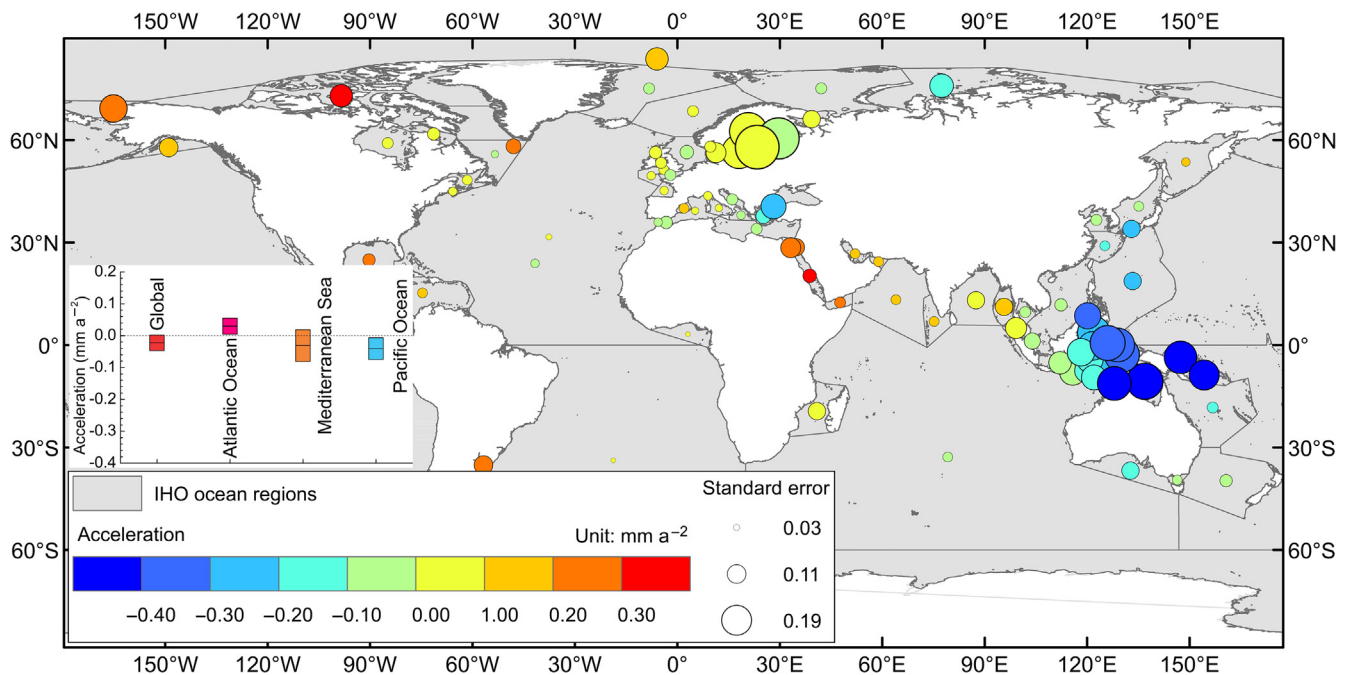 150°W 120°W 90°W 60°W 30°W 0° 30°E 60°E 90°E 120°E 150°E
60°N 60°N
30°N 30°N
0.2
0.1
0.0
−0.1
−0.2
−0.3
−0.4
Acceleration (mm a⁻²)
Global
Atlantic Ocean
Mediterranean Sea
Pacific Ocean
0° 0°
30°S 30°S
IHO ocean regions
Acceleration Unit: mm a⁻²
−0.40 −0.30 −0.20 −0.10 0.00 1.00 0.20 0.30
Standard error
0.03
0.11
0.19
60°S 60°S
150°W 120°W 90°W 60°W 30°W 0° 30°E 60°E 90°E 120°E 150°E